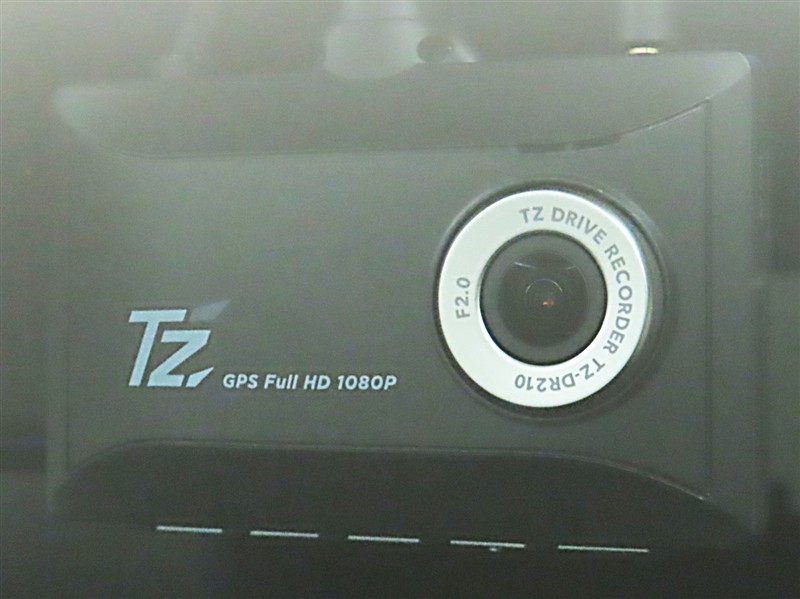 TZ DRIVE RECORDER TZ-DR210
F2.0
TZ
GPS Full HD 1080P